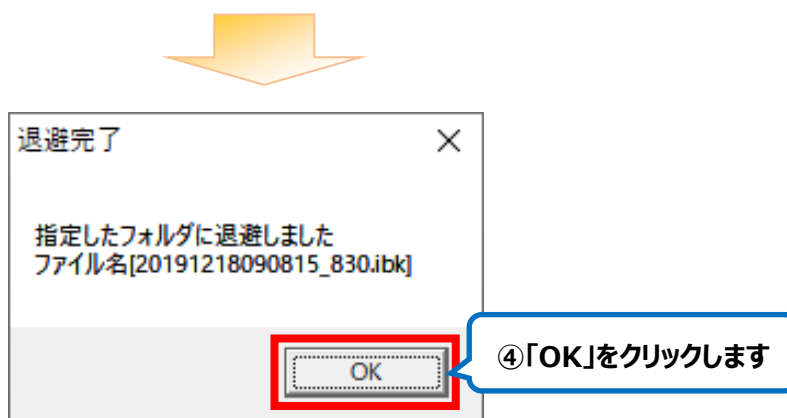 退避完了
指定したフォルダに退避しました
ファイル名[20191218090815_830.ibk]
OK
④「OK」をクリックします